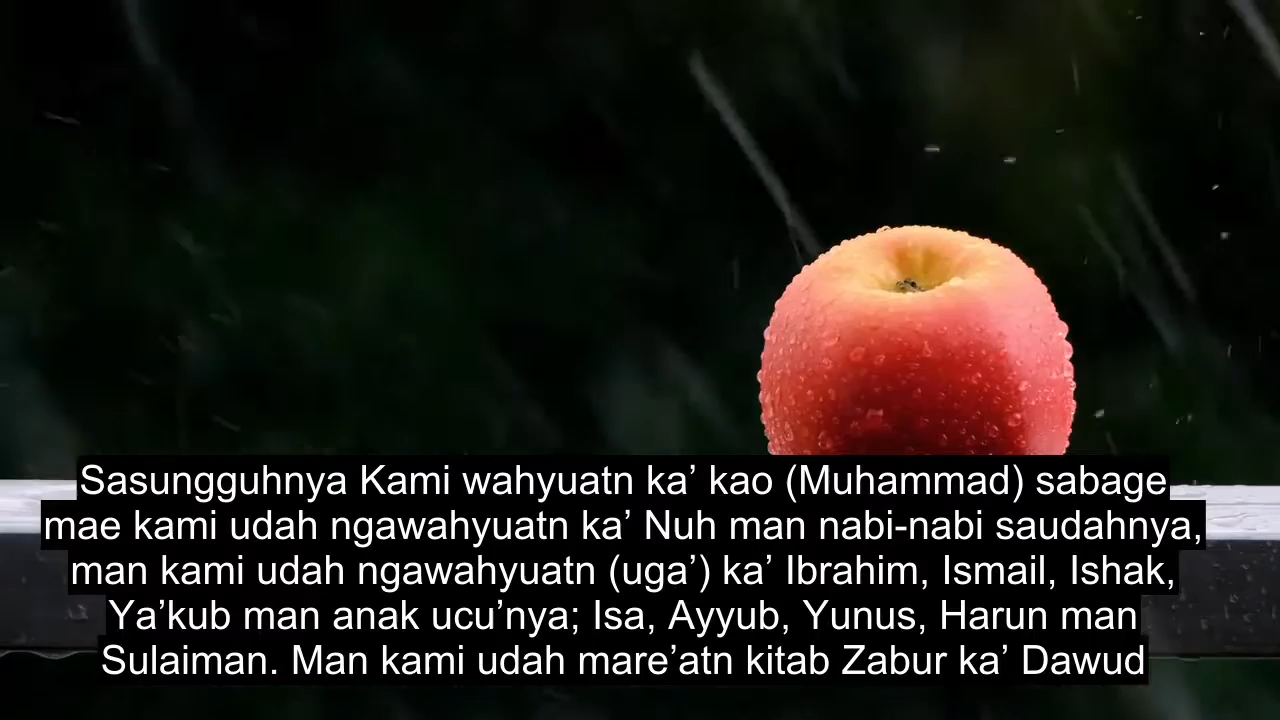 Sasungguhnya Kami wahyuatn ka’ kao (Muhammad) sabage
mae kami udah ngawahyuatn ka’ Nuh man nabi-nabi saudahnya,
man kami udah ngawahyuatn (uga’) ka’ Ibrahim, Ismail, Ishak,
Ya’kub man anak ucu’nya; Isa, Ayyub, Yunus, Harun man
Sulaiman. Man kami udah mare’atn kitab Zabur ka’ Dawud